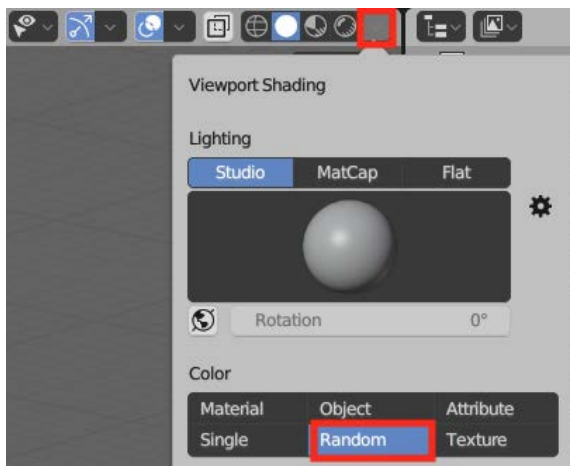 Viewport Shading
Lighting
Studio MatCap Flat
Rotation 0°
Color
Material Object Attribute
Single Random Texture